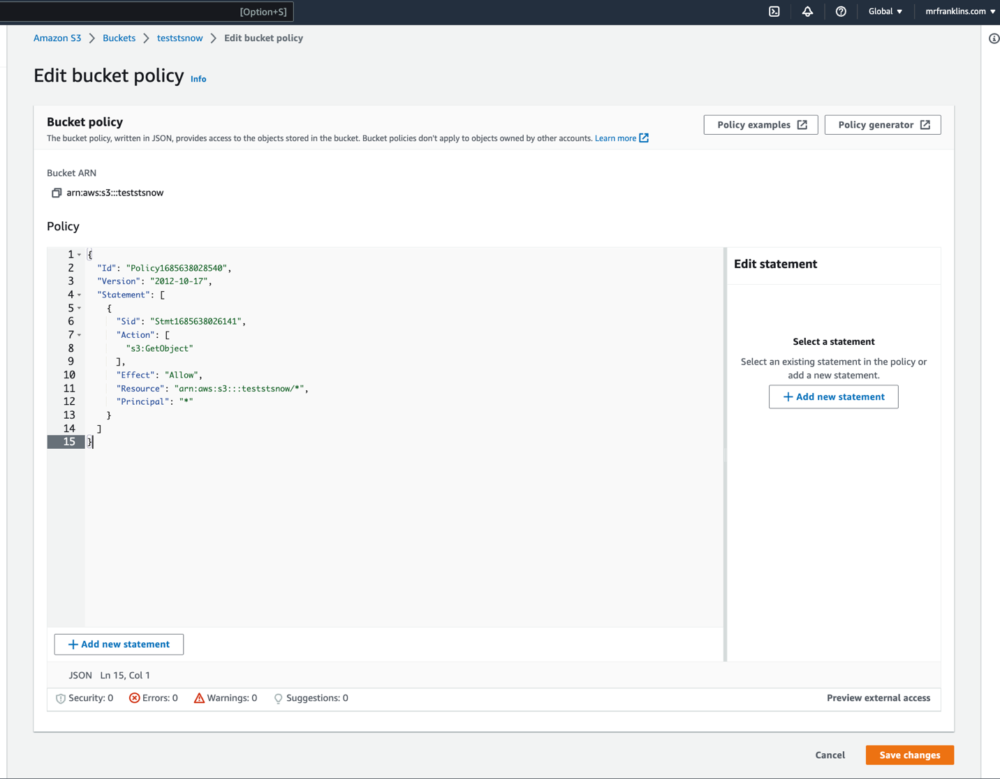 [Option+S]
Global ▼
mrfranklins.com ▼
Amazon S3 > Buckets > teststsnow > Edit bucket policy
Edit bucket policy Info
Bucket policy
The bucket policy, written in JSON, provides access to the objects stored in the bucket. Bucket policies don't apply to objects owned by other accounts. Learn more
Policy examples
Policy generator
Bucket ARN
arn:aws:s3:::teststsnow
Policy
1 {
2 "Id": "Policy1685638028540",
3 "Version": "2012-10-17",
4 "Statement": [
5 {
6 "Sid": "Stmt1685638026141",
7 "Action": [
8 "s3:GetObject"
9 ],
10 "Effect": "Allow",
11 "Resource": "arn:aws:s3:::teststsnow/*",
12 "Principal": "*"
13 }
14 ]
15 }
+ Add new statement
JSON Ln 15, Col 1
Security: 0 Errors: 0 Warnings: 0 Suggestions: 0
Edit statement
Select a statement
Select an existing statement in the policy or
add a new statement.
+ Add new statement
Preview external access
Cancel
Save changes